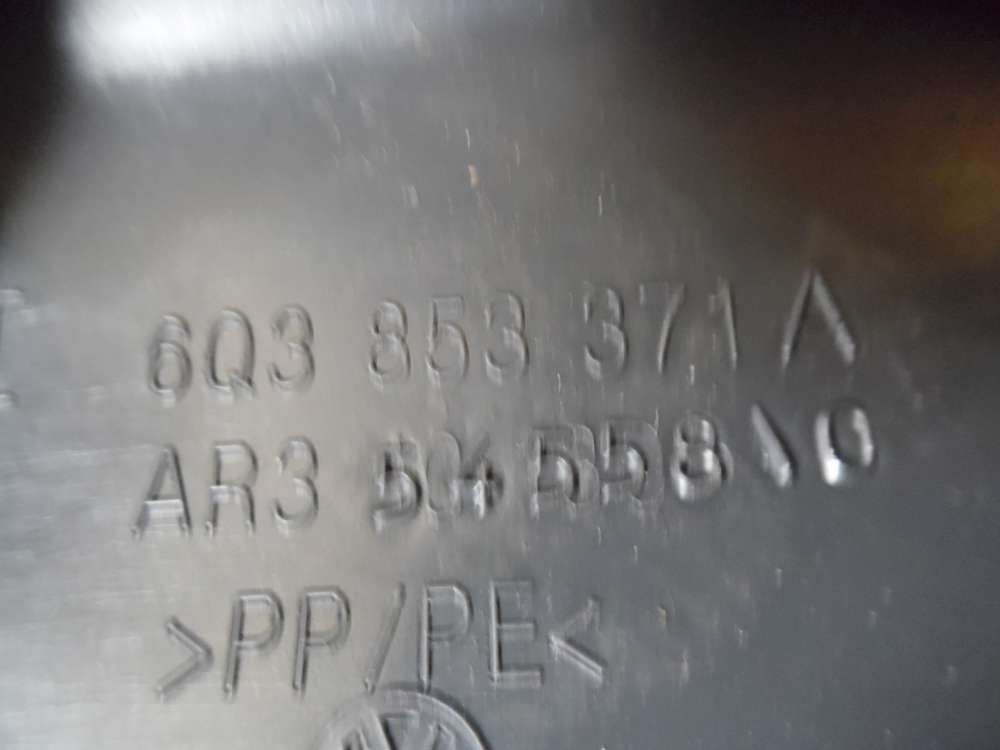 6Q3 853 371 A
AR3
>PP/PE<